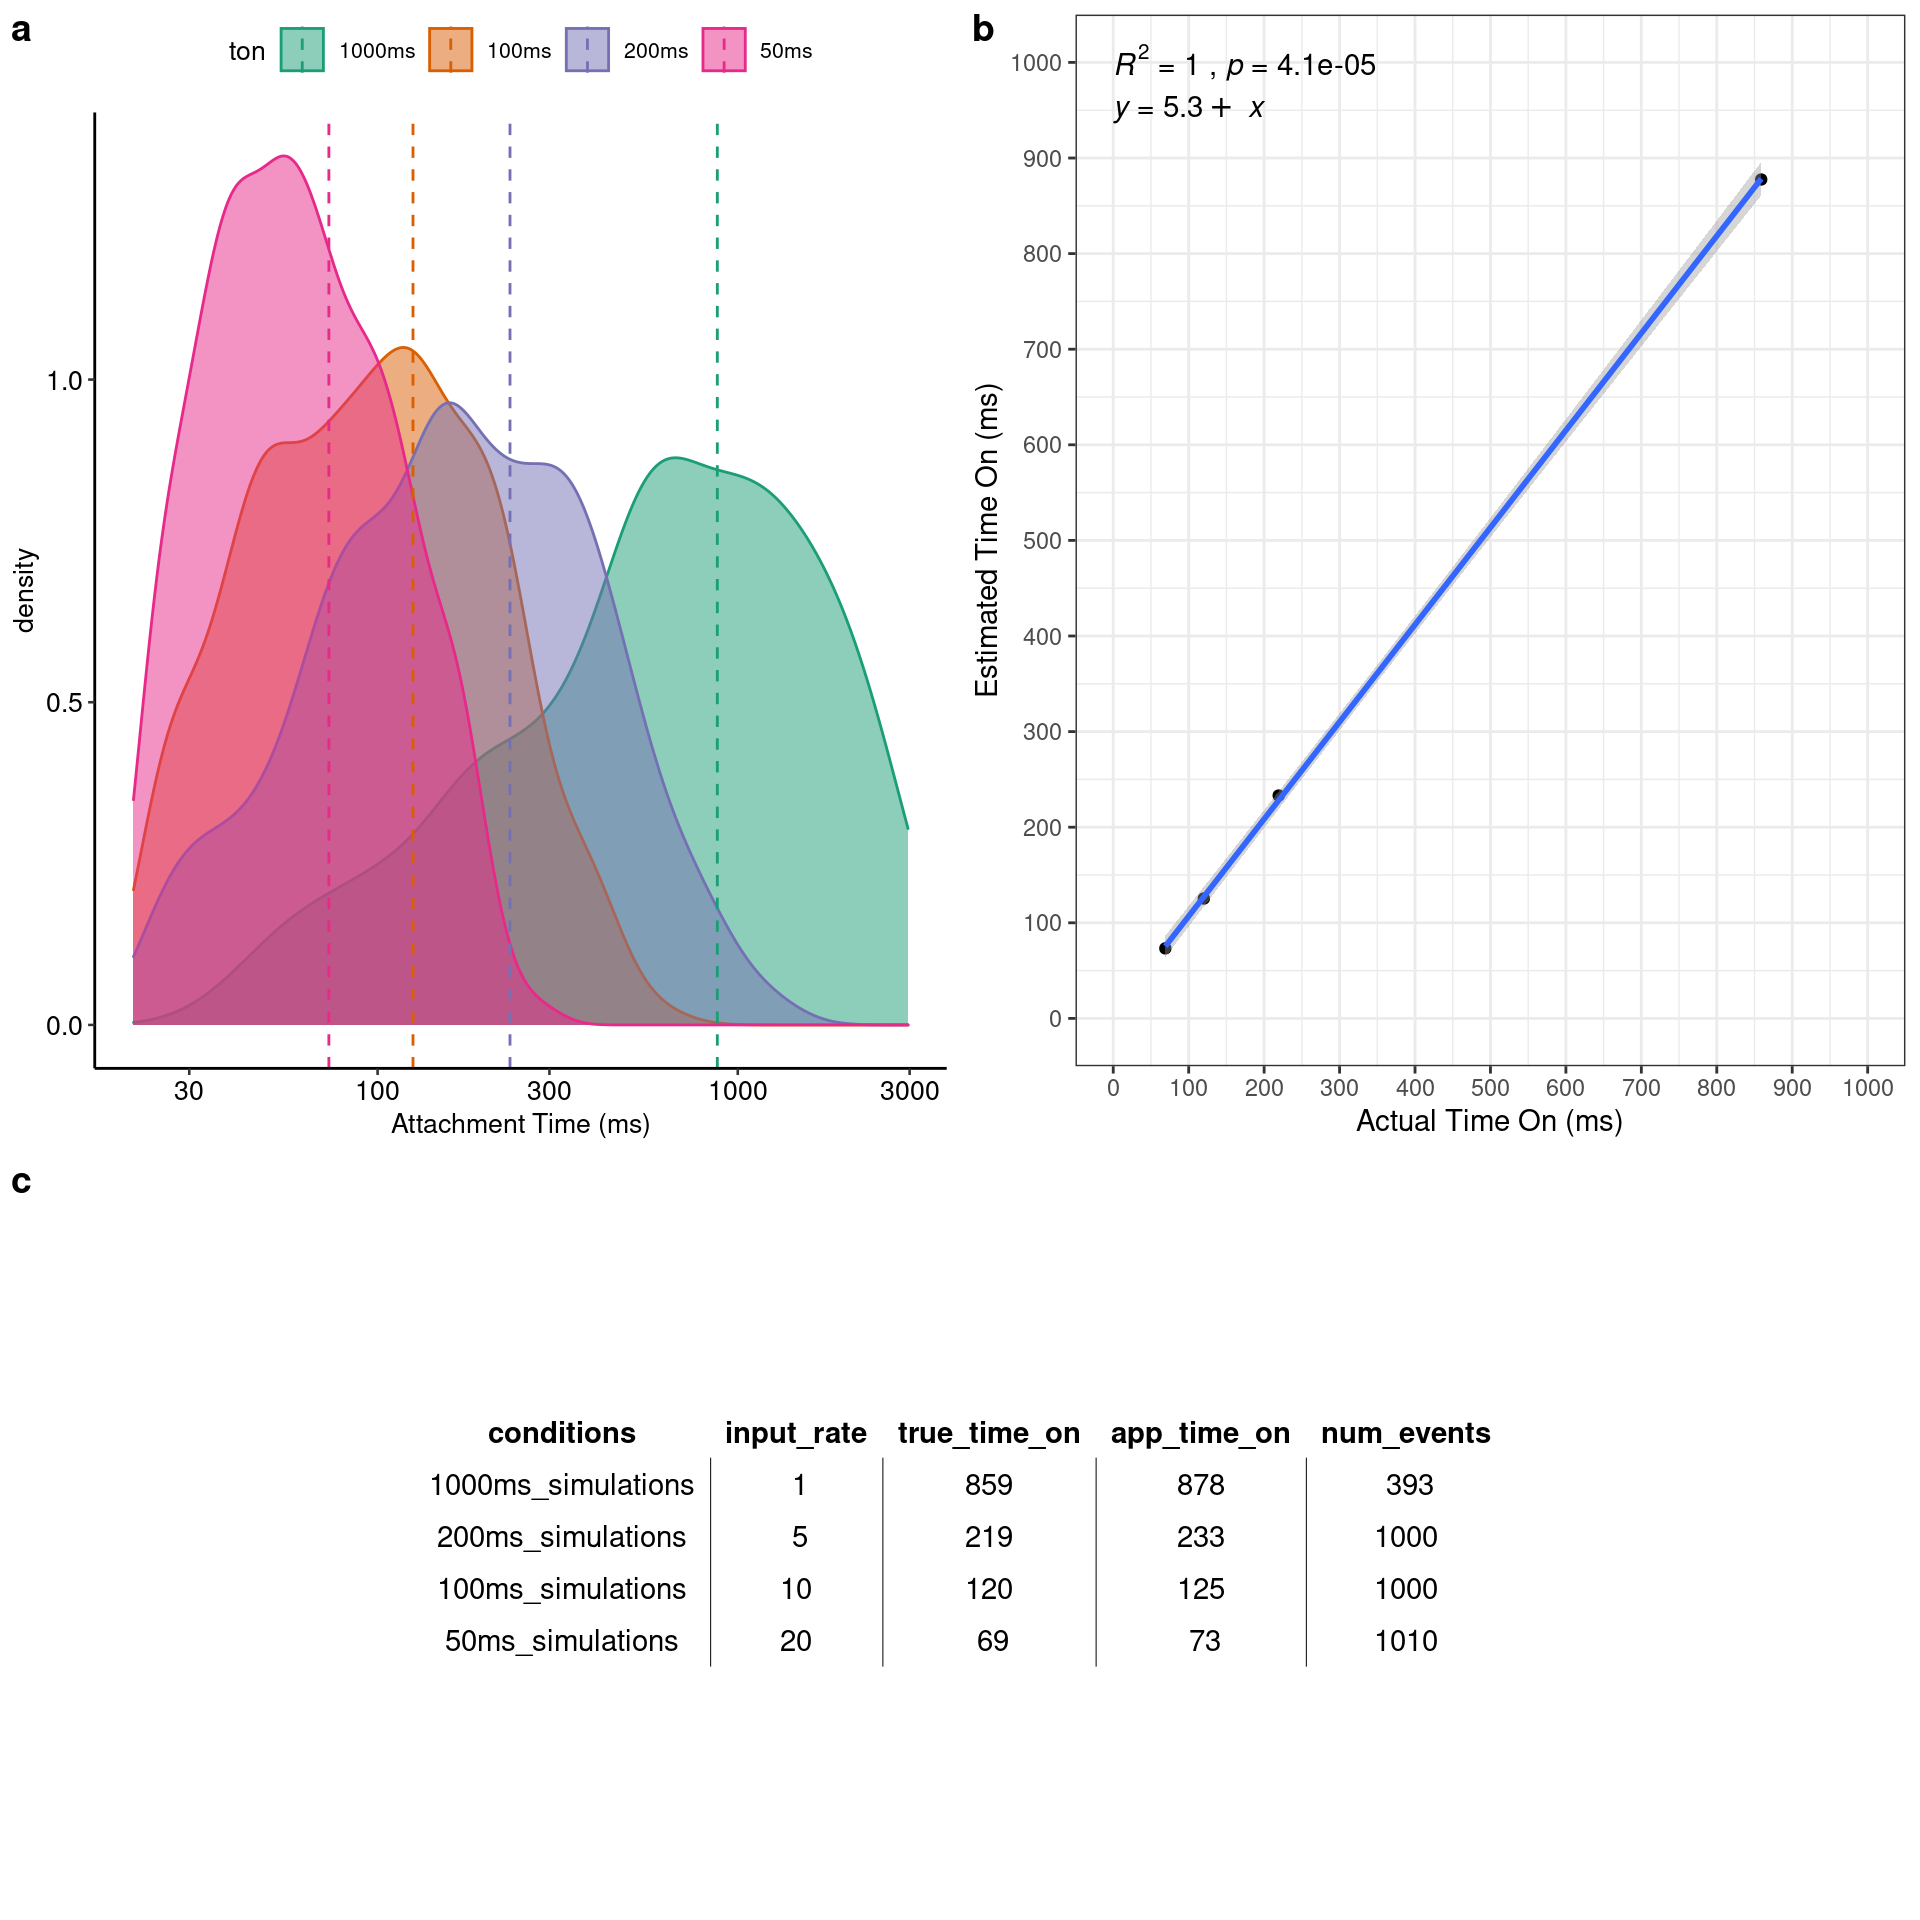 a
ton 1000ms 100ms 200ms 50ms
density
1.0
0.5
0.0
30 100 300 1000 3000
Attachment Time (ms)
b
R² = 1 , p = 4.1e-05
y = 5.3 + x
Estimated Time On (ms)
1000
900
800
700
600
500
400
300
200
100
0
0 100 200 300 400 500 600 700 800 900 1000
Actual Time On (ms)
c
conditions input_rate true_time_on app_time_on num_events
1000ms_simulations 1 859 878 393
200ms_simulations 5 219 233 1000
100ms_simulations 10 120 125 1000
50ms_simulations 20 69 73 1010